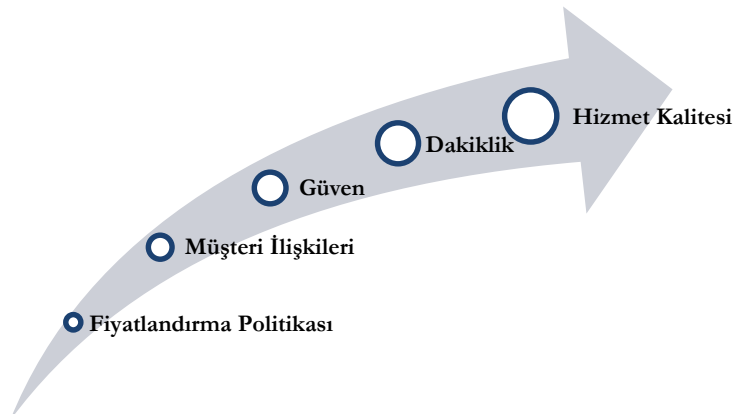 Hizmet Kalitesi
Dakiklik
Güven
Müşteri İlişkileri
Fiyatlandırma Politikası